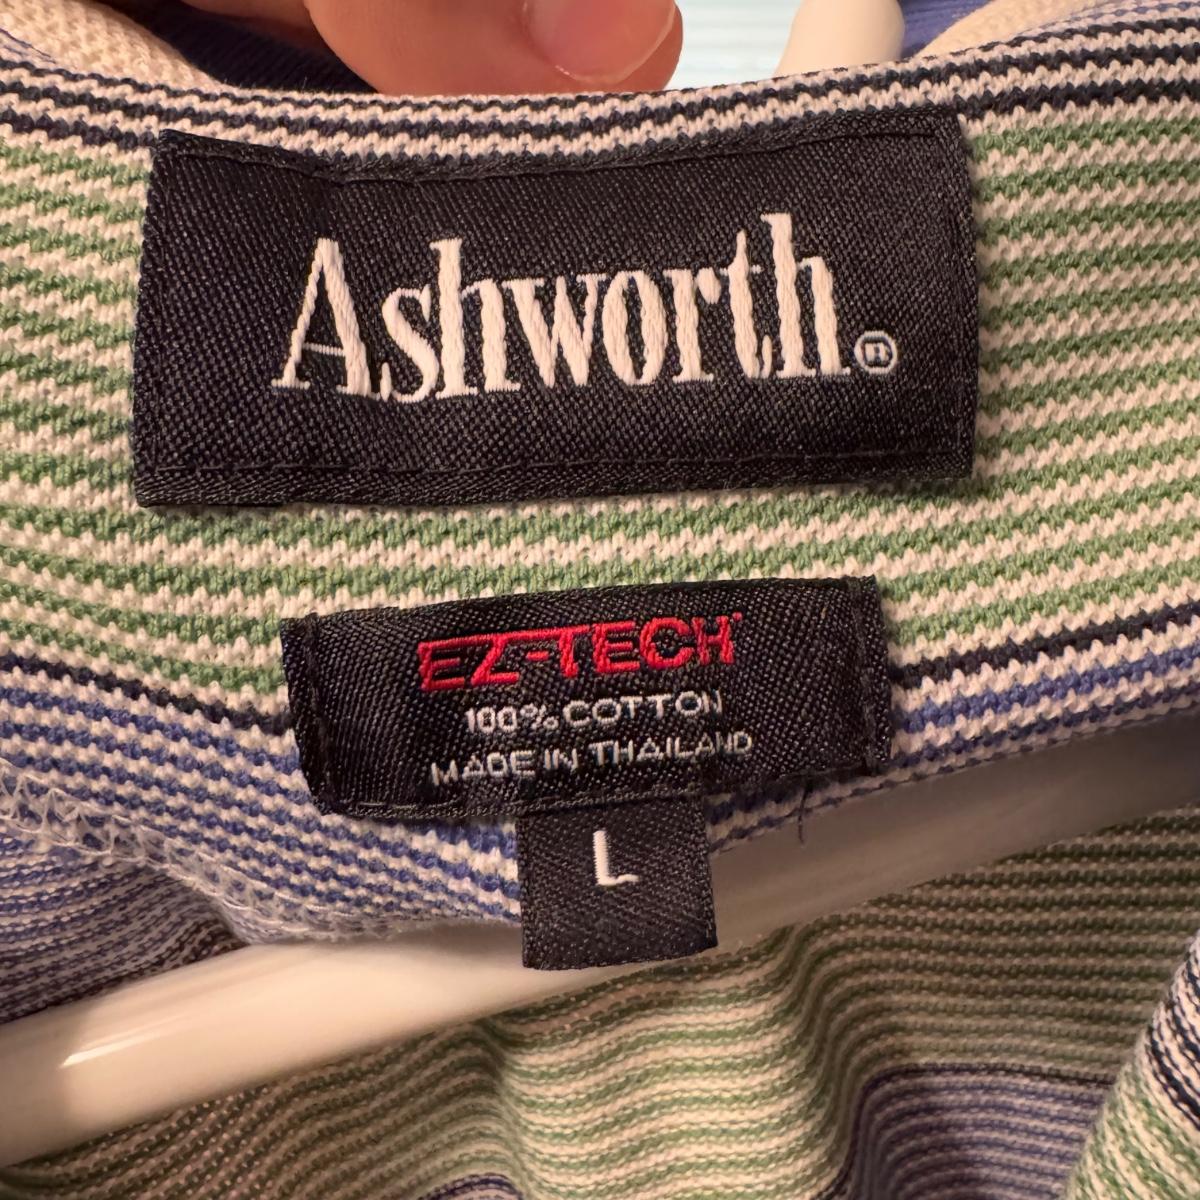 Ashworth®
EZ-TECH
100% COTTON
MADE IN THAILAND
L